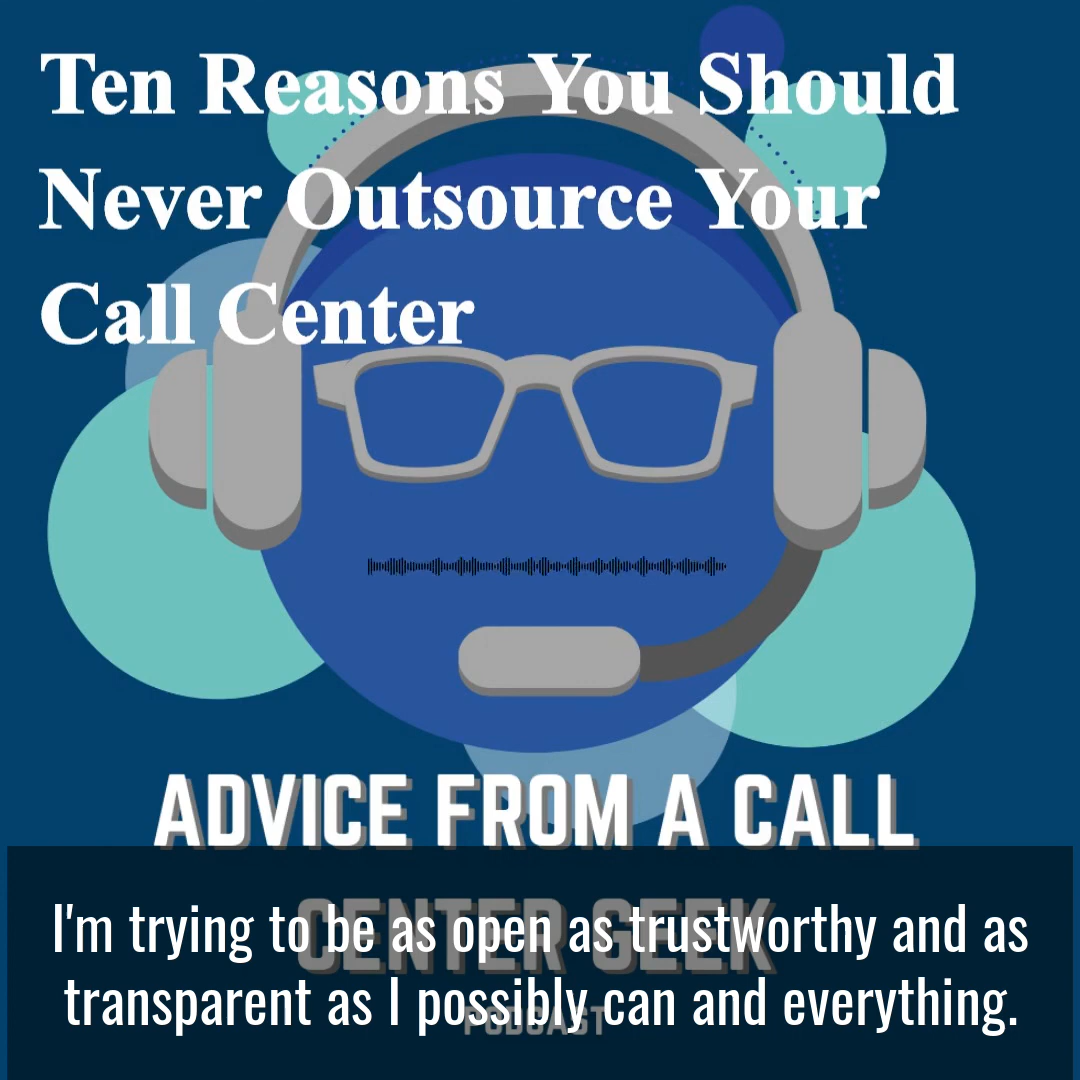 Ten Reasons You Should
Never Outsource Your
Call Center
ADVICE FROM A CALL
CENTER GEEK
I'm trying to be as open as trustworthy and as
transparent as I possibly can and everything.
PODCAST